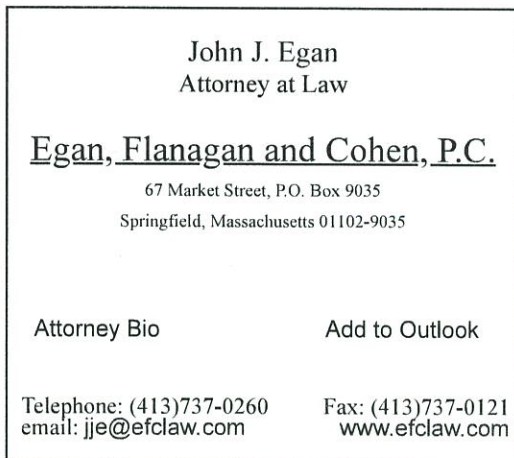 John J. Egan
Attorney at Law
Egan, Flanagan and Cohen, P.C.
67 Market Street, P.O. Box 9035
Springfield, Massachusetts 01102-9035
Attorney Bio Add to Outlook
Telephone: (413)737-0260 Fax: (413)737-0121
email: jje@efclaw.com www.efclaw.com